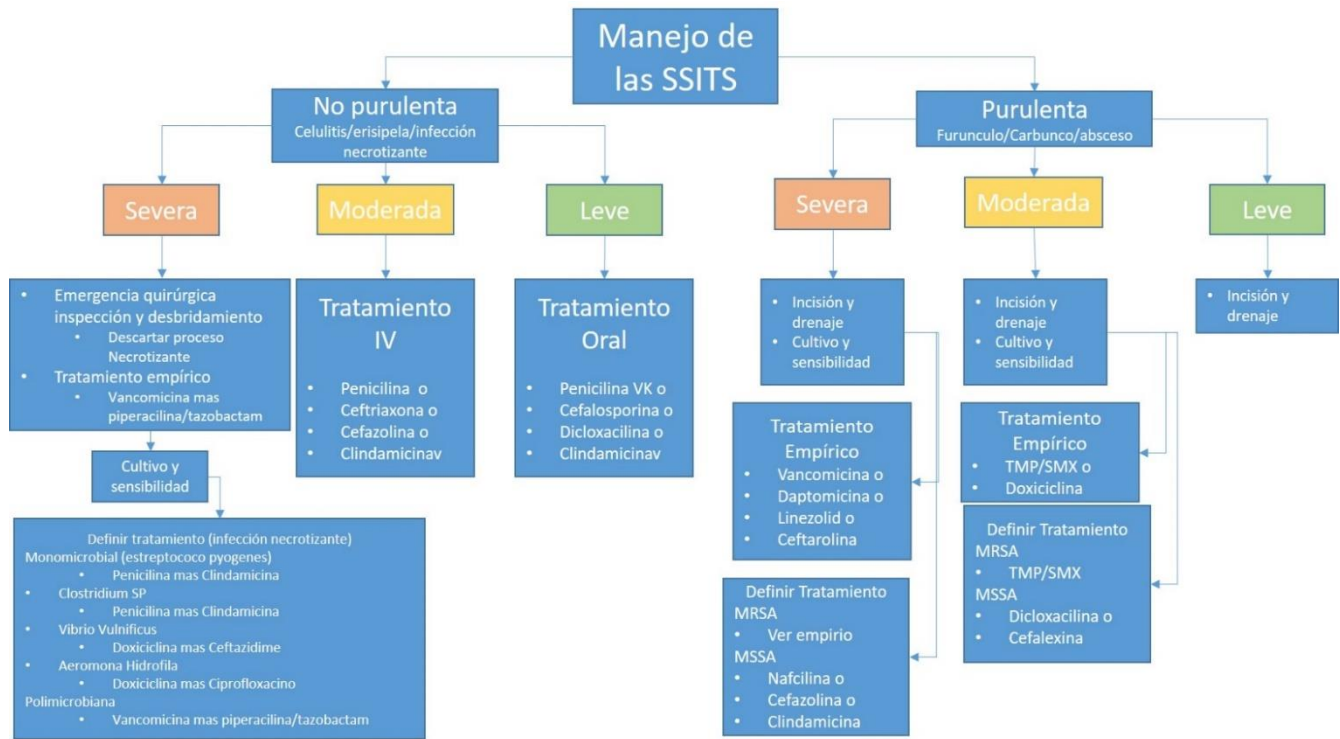 Manejo de
las SSITS
No purulenta
Celulitis/erisipela/infección
necrotizante
Severa
Moderada
Leve
• Emergencia quirúrgica
inspección y desbridamiento
• Descartar proceso
Necrotizante
• Tratamiento empírico
• Vancomicina mas
piperacilina/tazobactam
Cultivo y
sensibilidad
Definir tratamiento (infección necrotizante)
Monomicrobial (estreptococo pyogenes)
• Penicilina mas Clindamicina
• Clostridium SP
• Penicilina mas Clindamicina
• Vibrio Vulnificus
• Doxiciclina mas Ceftazidime
• Aeromona Hidrofila
• Doxiciclina mas Ciprofloxacino
Polimicrobiana
• Vancomicina mas piperacilina/tazobactam
Tratamiento
IV
• Penicilina o
• Ceftriaxona o
• Cefazolina o
• Clindamicinav
Tratamiento
Oral
• Penicilina VK o
• Cefalosporina o
• Dicloxacilina o
• Clindamicinav
Purulenta
Furunculo/Carbunco/absceso
Severa
Moderada
Leve
• Incisión y
drenaje
• Cultivo y
sensibilidad
Tratamiento
Empírico
• Vancomicina o
• Daptomicina o
• Linezolid o
• Ceftarolina
Definir Tratamiento
MRSA
• Ver empirio
MSSA
• Nafcilina o
• Cefazolina o
• Clindamicina
• Incisión y
drenaje
• Cultivo y
sensibilidad
Tratamiento
Empírico
• TMP/SMX o
• Doxiciclina
Definir Tratamiento
MRSA
• TMP/SMX
MSSA
• Dicloxacilina o
• Cefalexina
• Incisión y
drenaje